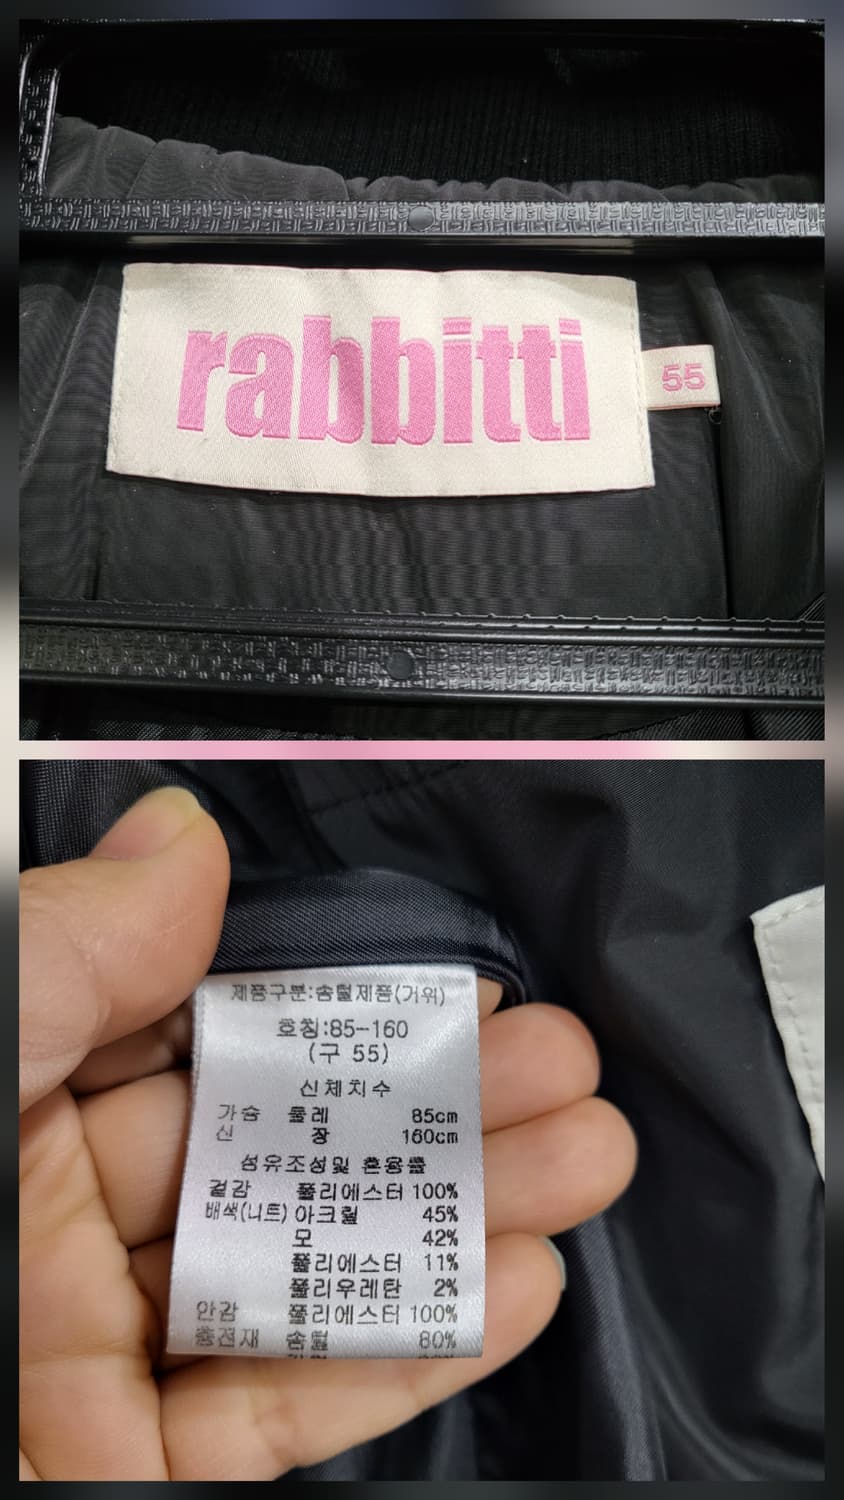 rabbitti
55
제품구분:솜털제품(거위)
호칭:85-160
(구 55)
신체치수
가슴 둘레 85cm
신 장 160cm
섬유조성및 혼용률
겉감 폴리에스터 100%
배색(니트) 아크릴 45%
모 42%
폴리에스터 11%
폴리우레탄 2%
안감 폴리에스터 100%
충전재 솜털 80%